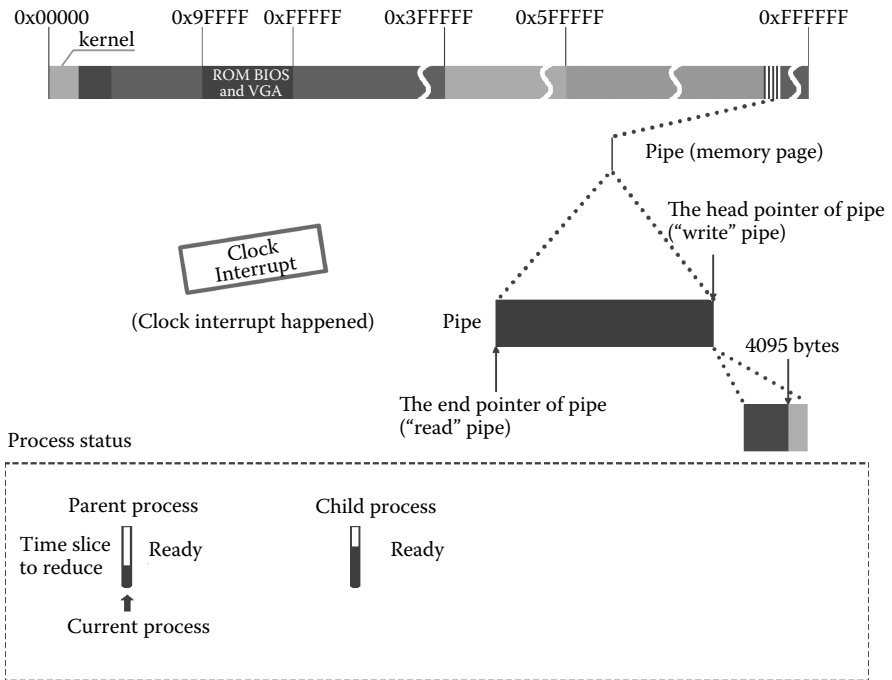 0x00000 0x9FFFF 0xFFFFF 0x3FFFFF 0x5FFFFF 0xFFFFFF
kernel
ROM BIOS
and VGA
Pipe (memory page)
The head pointer of pipe
(“write” pipe)
Clock
Interrupt
(Clock interrupt happened)
Pipe
4095 bytes
The end pointer of pipe
(“read” pipe)
Process status
Parent process
Child process
Time slice
to reduce
Ready
Ready
Current process